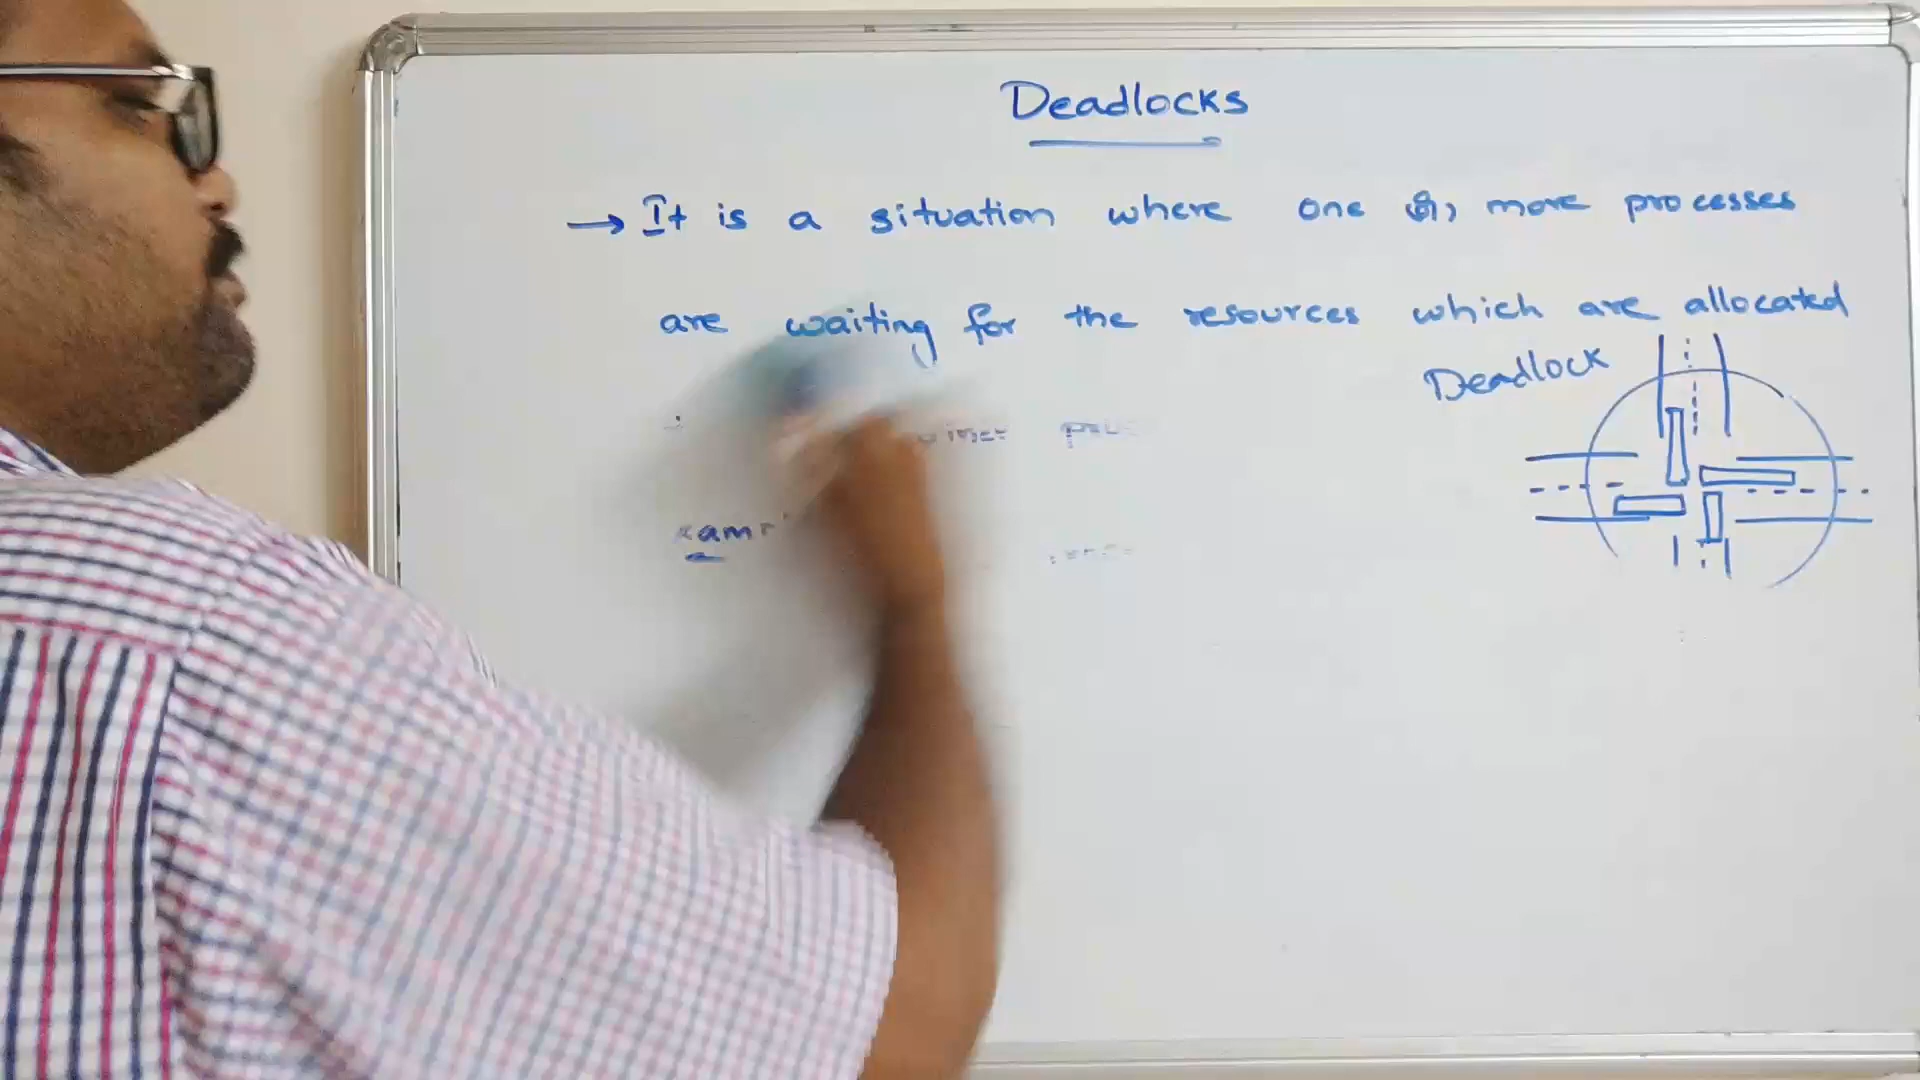 Deadlocks
→ It is a situation where one (or) more processes
are waiting for the resources which are allocated
Deadlock